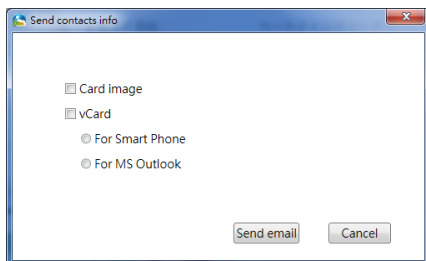 Send contacts info
Card image
vCard
For Smart Phone
For MS Outlook
Send email Cancel